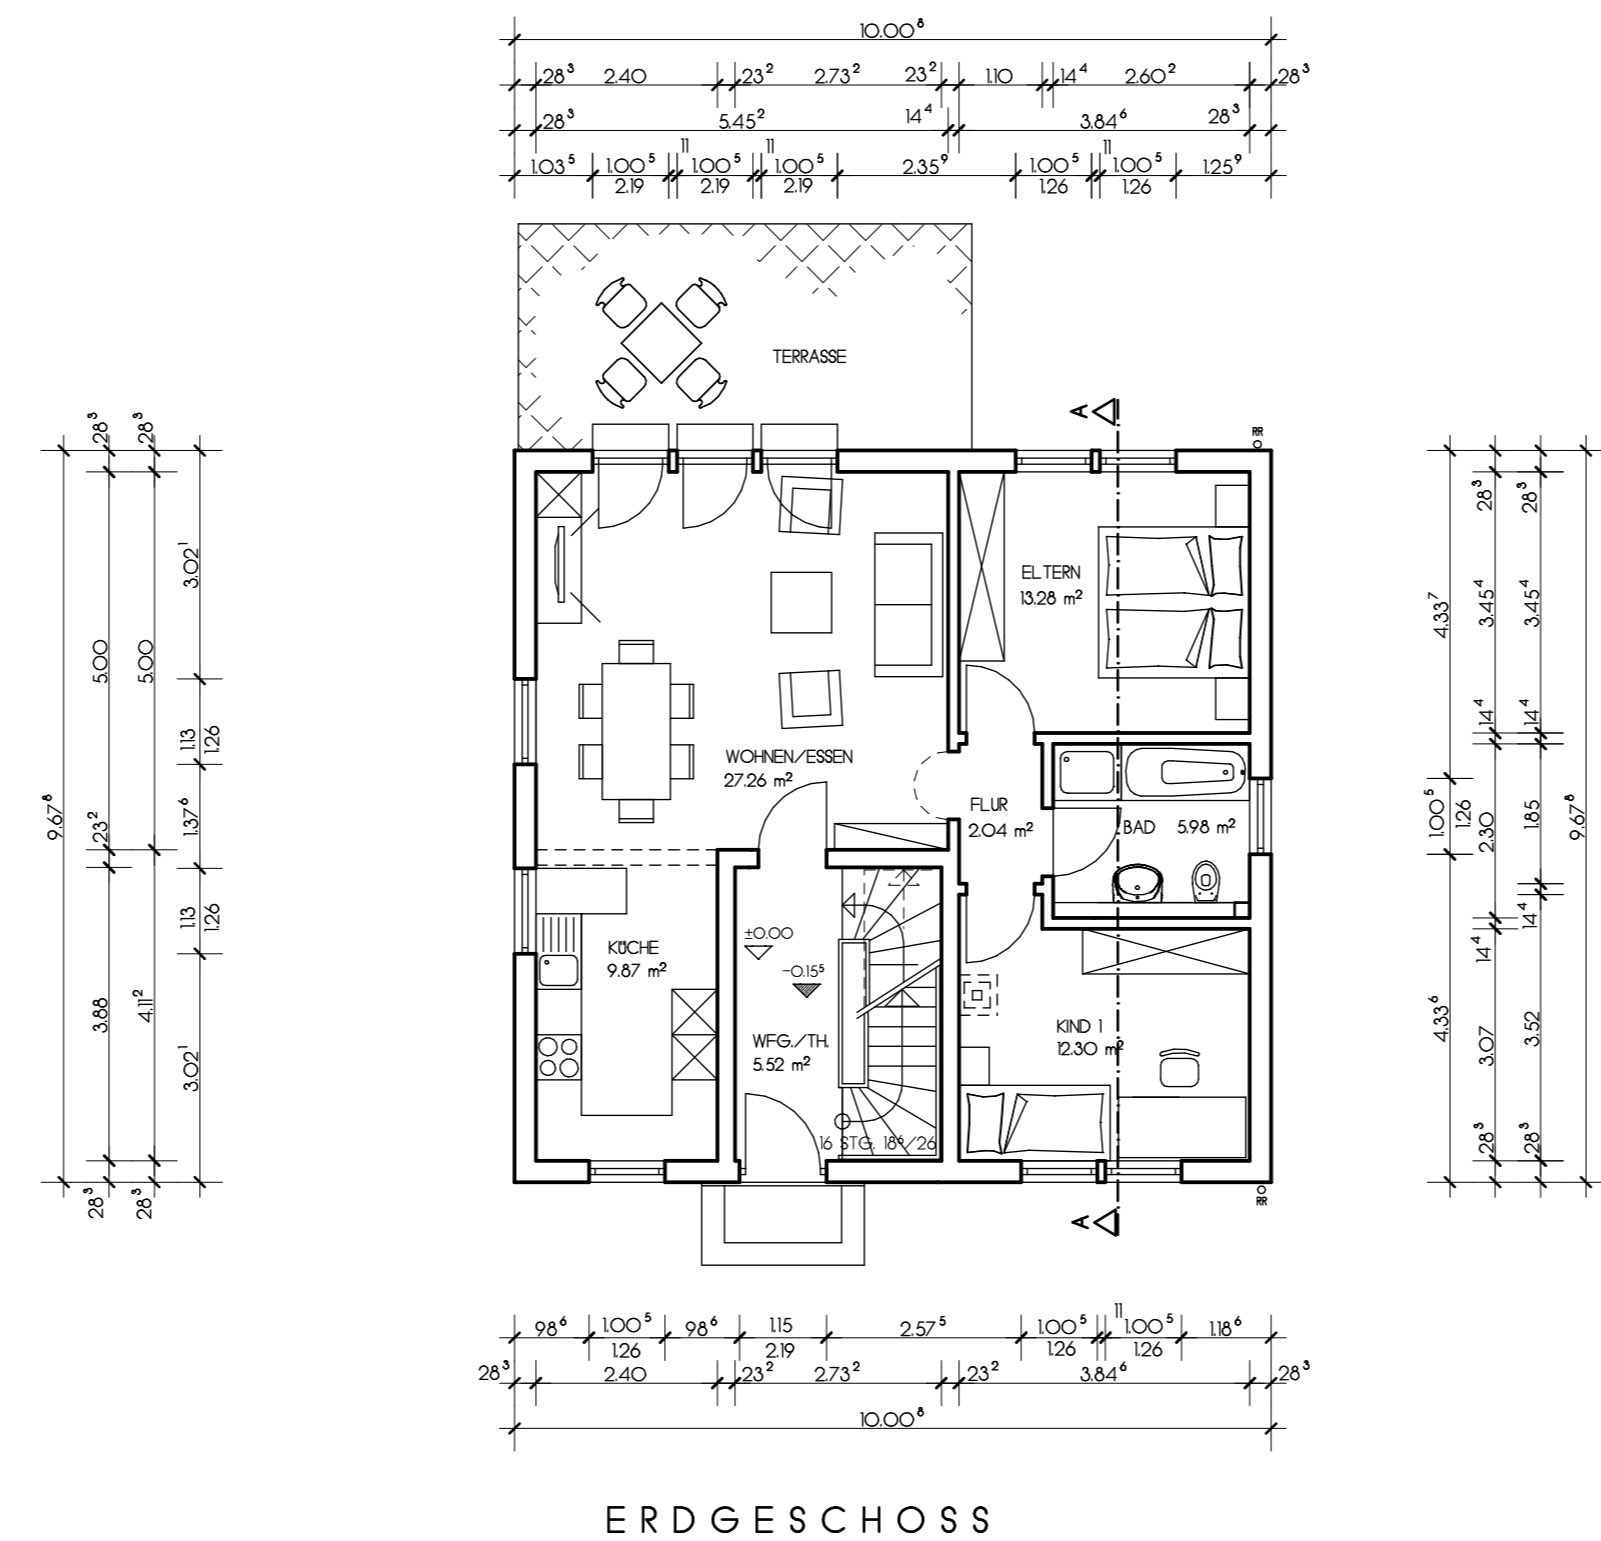 10.00⁸
28³ 2.40 23² 2.73² 23² 1.10 14⁴ 2.60² 28³
28³ 5.45² 14⁴ 3.84⁶ 28³
11 11 11
1.03⁵ 1.00⁵ 1.00⁵ 1.00⁵ 2.35⁹ 1.00⁵ 1.00⁵ 1.25⁹
2.19 2.19 2.19 1.26 1.26
TERRASSE
A
RR
28³ 28³
3.02¹
5.00 5.00
1.13
1.26
9.67⁸
23²
1.37⁶
1.13
1.26
3.88 4.11²
3.02¹
28³ 28³
ELTERN
13.28 m²
WOHNEN/ESSEN
27.26 m²
FLUR
2.04 m²
BAD 5.98 m²
KÜCHE
9.87 m²
±0.00
-0.15⁵
WFG./TH.
5.52 m²
KIND 1
12.30 m²
16 STG. 18⁶/26
28³ 28³
4.33⁷ 3.45⁴ 3.45⁴
14⁴ 14⁴
1.00⁵
1.26
2.30 1.85 9.67⁸
14⁴ 14⁴
4.33⁶ 3.07 3.52
28³ 28³
A
RR
11
98⁶ 1.00⁵ 98⁶ 1.15 2.57⁵ 1.00⁵ 1.00⁵ 1.18⁶
1.26 2.19 1.26 1.26
28³ 2.40 23² 2.73² 23² 3.84⁶ 28³
10.00⁸
ERDGESCHOSS